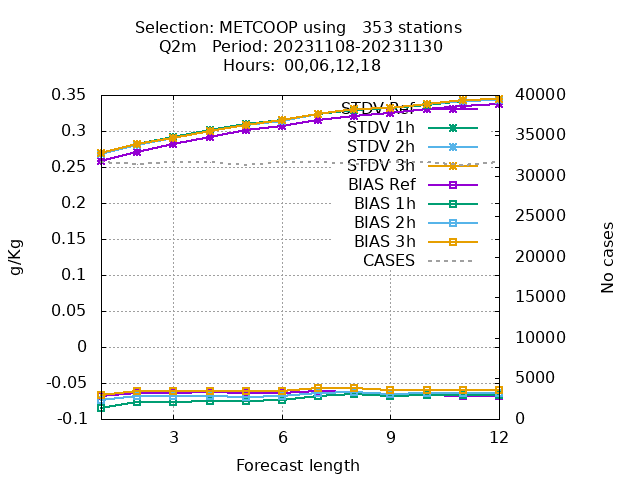 Selection: METCOOP using   353 stations
Q2m   Period: 20231108-20231130
Hours: 00,06,12,18
0.35
0.3
0.25
0.2
0.15
0.1
0.05
0
-0.05
-0.1
g/Kg
STDV Ref
STDV 1h
STDV 2h
STDV 3h
BIAS Ref
BIAS 1h
BIAS 2h
BIAS 3h
CASES
40000
35000
30000
25000
20000
15000
10000
5000
0
No cases
3 6 9 12
Forecast length